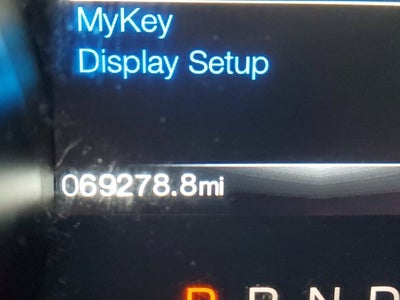 MyKey
Display Setup
069278.8mi
P R N D